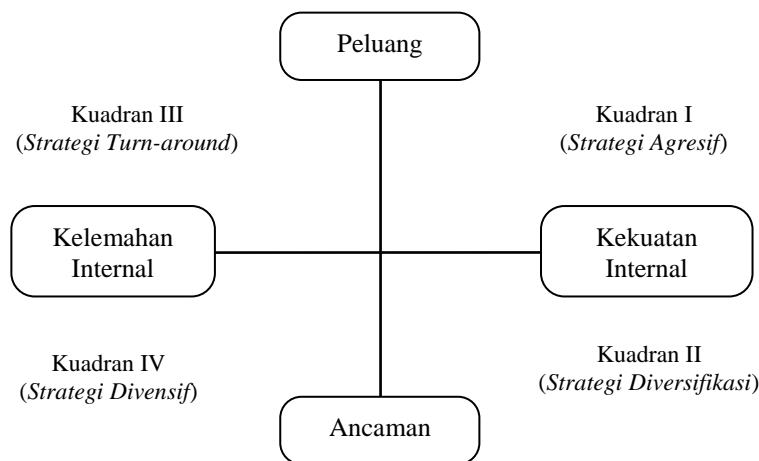 Peluang
Kuadran III
(Strategi Turn-around)
Kuadran I
(Strategi Agresif)
Kelemahan
Internal
Kekuatan
Internal
Kuadran IV
(Strategi Divensif)
Kuadran II
(Strategi Diversifikasi)
Ancaman